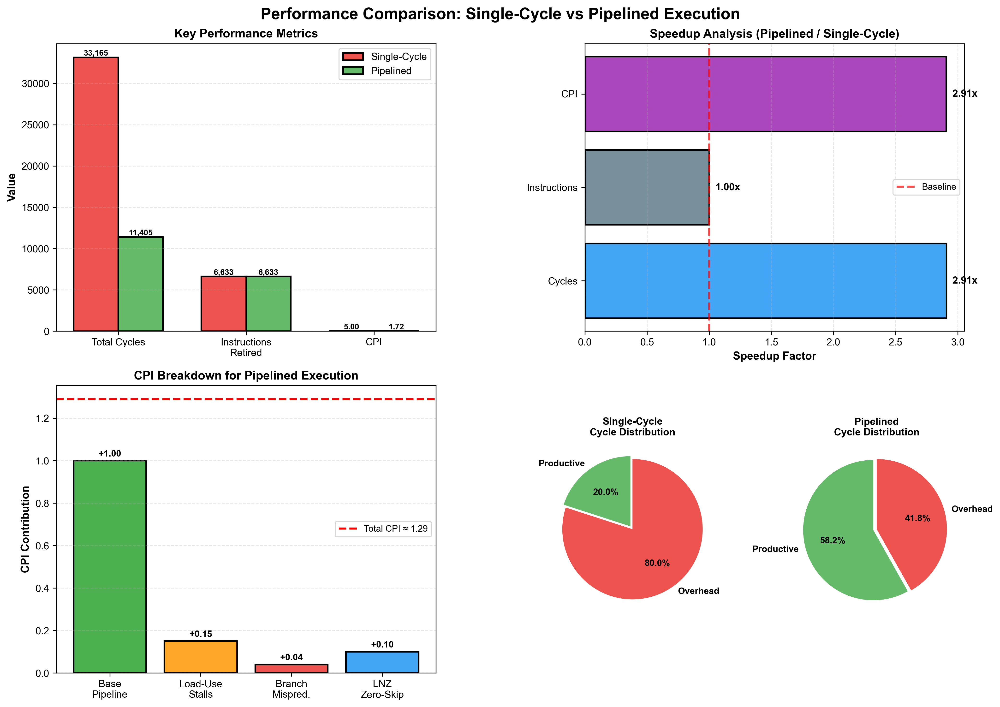 Performance Comparison: Single-Cycle vs Pipelined Execution
Key Performance Metrics
33,165
11,405
6,633
6,633
5.00
1.72
Single-Cycle
Pipelined
Value
30000
25000
20000
15000
10000
5000
0
Total Cycles
Instructions
Retired
CPI
Speedup Analysis (Pipelined / Single-Cycle)
CPI
2.91x
Instructions
1.00x
Baseline
Cycles
2.91x
0.0
0.5
1.0
1.5
2.0
2.5
3.0
Speedup Factor
CPI Breakdown for Pipelined Execution
CPI Contribution
1.2
1.0
0.8
0.6
0.4
0.2
0.0
+1.00
+0.15
+0.04
+0.10
Total CPI ≈ 1.29
Base
Pipeline
Load-Use
Stalls
Branch
Mispred.
LNZ
Zero-Skip
Single-Cycle
Cycle Distribution
Productive
20.0%
80.0%
Overhead
Pipelined
Cycle Distribution
Overhead
41.8%
58.2%
Productive